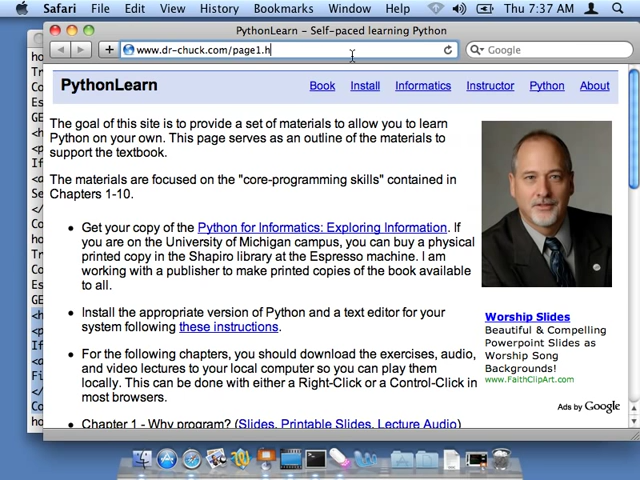 Safari File Edit View History Bookmarks Window Help Thu 7:37 AM
PythonLearn – Self-paced learning Python
www.dr-chuck.com/page1.h
Google
PythonLearn Book Install Informatics Instructor Python About
The goal of this site is to provide a set of materials to allow you to learn
Python on your own. This page serves as an outline of the materials to
support the textbook.
The materials are focused on the "core-programming skills" contained in
Chapters 1-10.
• Get your copy of the Python for Informatics: Exploring Information. If
you are on the University of Michigan campus, you can buy a physical
printed copy in the Shapiro library at the Espresso machine. I am
working with a publisher to make printed copies of the book available
to all.
• Install the appropriate version of Python and a text editor for your
system following these instructions.
• For the following chapters, you should download the exercises, audio,
and video lectures to your local computer so you can play them
locally. This can be done with either a Right-Click or a Control-Click in
most browsers.
• Chapter 1 - Why program? (Slides, Printable Slides, Lecture Audio)
Worship Slides
Beautiful & Compelling
Powerpoint Slides as
Worship Song
Backgrounds!
www.FaithClipArt.com
Ads by Google